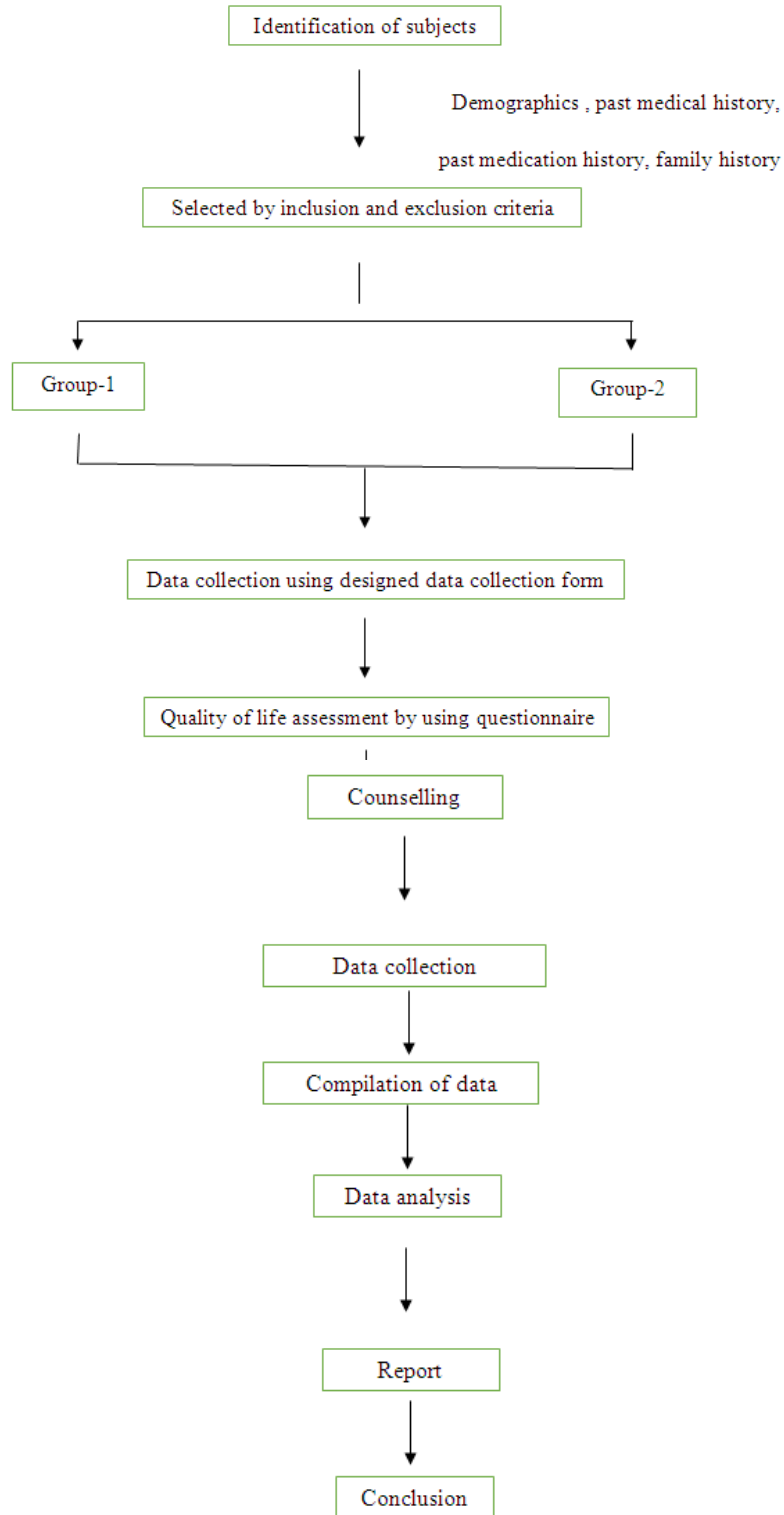 Identification of subjects
Demographics , past medical history,
past medication history, family history
Selected by inclusion and exclusion criteria
Group-1
Group-2
Data collection using designed data collection form
Quality of life assessment by using questionnaire
Counselling
Data collection
Compilation of data
Data analysis
Report
Conclusion